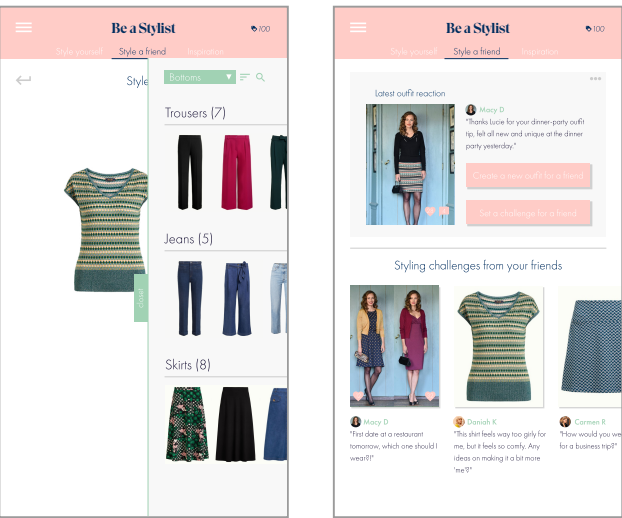 Be a Stylist
100
Style yourself Style a friend Inspiration
Style
Bottoms
Trousers (7)
Jeans (5)
closet
Skirts (8)
Be a Stylist
100
Style yourself Style a friend Inspiration
Latest outfit reaction
Macy D
"Thanks Lucie for your dinner-party outfit
tip, felt all new and unique at the dinner
party yesterday."
Create a new outfit for a friend
Set a challenge for a friend
Styling challenges from your friends
Macy D
"First date at a restaurant
tomorrow, which one should I
wear?!"
Daniah K
"This shirt feels way too girly for
me, but it feels so comfy. Any
ideas on making it a bit more
'me'?"
Carmen R
"How would you we
for a business trip?"